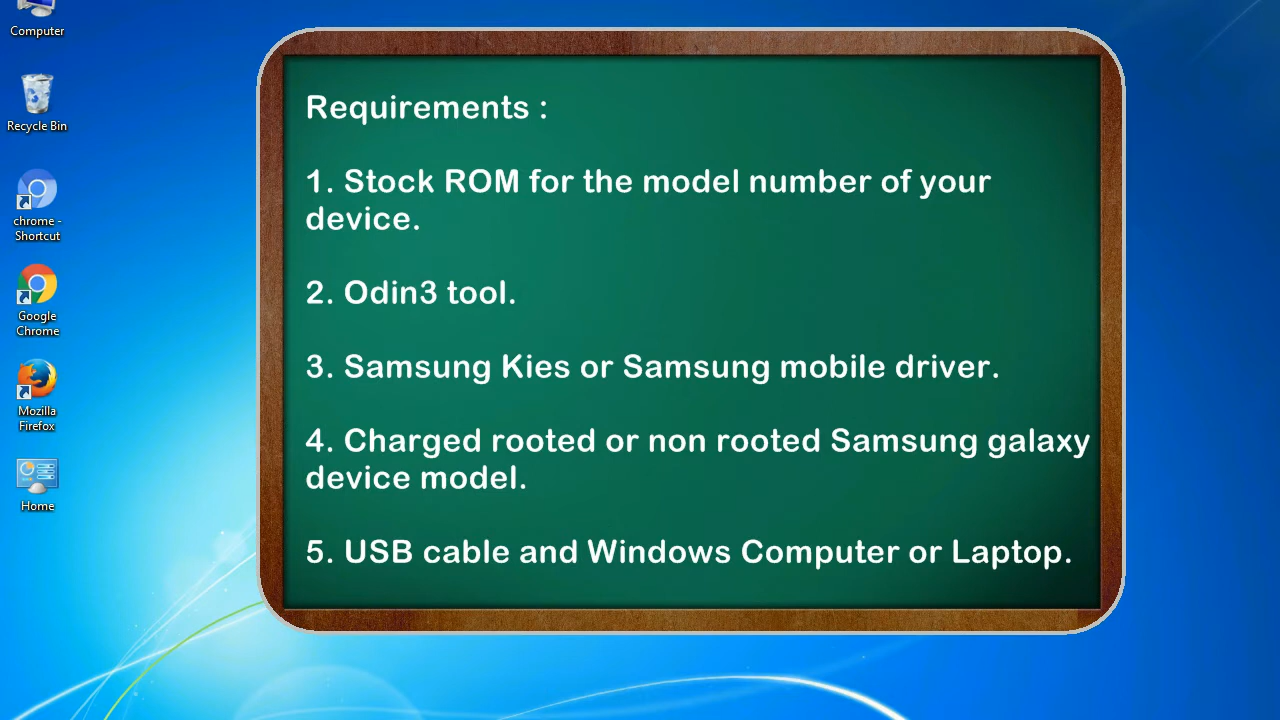 Computer
Recycle Bin
chrome -
Shortcut
Google
Chrome
Mozilla
Firefox
Home
Requirements :
1. Stock ROM for the model number of your
device.
2. Odin3 tool.
3. Samsung Kies or Samsung mobile driver.
4. Charged rooted or non rooted Samsung galaxy
device model.
5. USB cable and Windows Computer or Laptop.